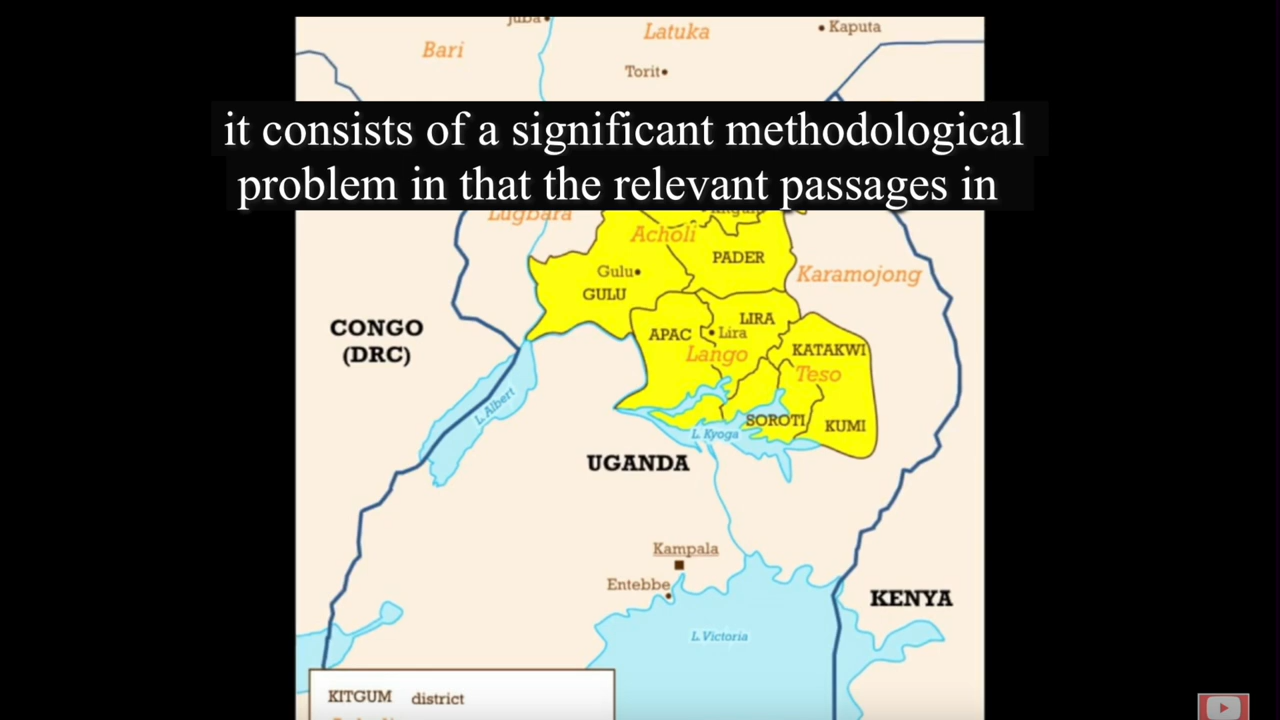 Juba
Latuka
Kaputa
Bari
Torit
it consists of a significant methodological
problem in that the relevant passages in
Lugbara
Acholi
PADER
Gulu
Karamojong
GULU
LIRA
CONGO
(DRC)
APAC
Lira
Lango
KATAKWI
Teso
L. Albert
SOROTI
KUMI
L. Kyoga
UGANDA
Kampala
Entebbe
KENYA
L. Victoria
KITGUM district